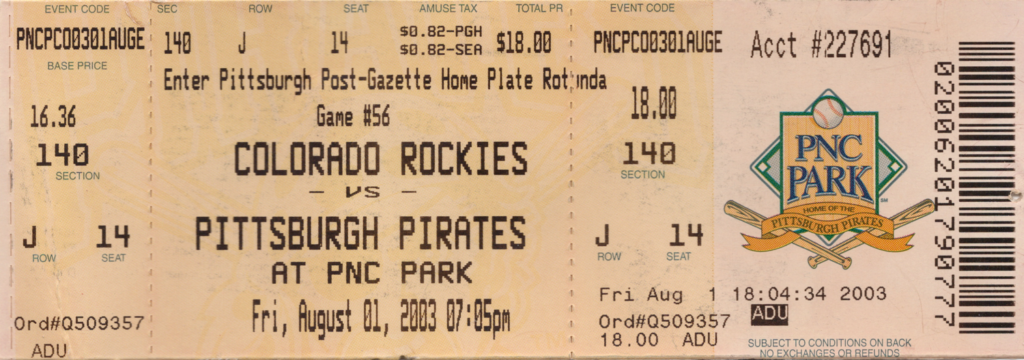 EVENT CODE
PNCPCO0301AUGE
BASE PRICE
16.36
140
SECTION
J 14
ROW SEAT
Ord#Q509357
ADU
SEC ROW SEAT AMUSE TAX TOTAL PR
140 J 14 $0.82-PGH $18.00
$0.82-SEA
Enter Pittsburgh Post-Gazette Home Plate Rotunda
Game #56
COLORADO ROCKIES
- VS -
PITTSBURGH PIRATES
AT PNC PARK
Fri, August 01, 2003 07:05pm
EVENT CODE
PNCPCO0301AUGE
18.00
140
SECTION
J 14
ROW SEAT
Fri Aug 1 18:04:34 2003
Ord#Q509357 ADU
18.00 ADU
Acct #227691
PNC
PARK
SM
HOME OF THE
PITTSBURGH PIRATES
SUBJECT TO CONDITIONS ON BACK
NO EXCHANGES OR REFUNDS
0200620179077